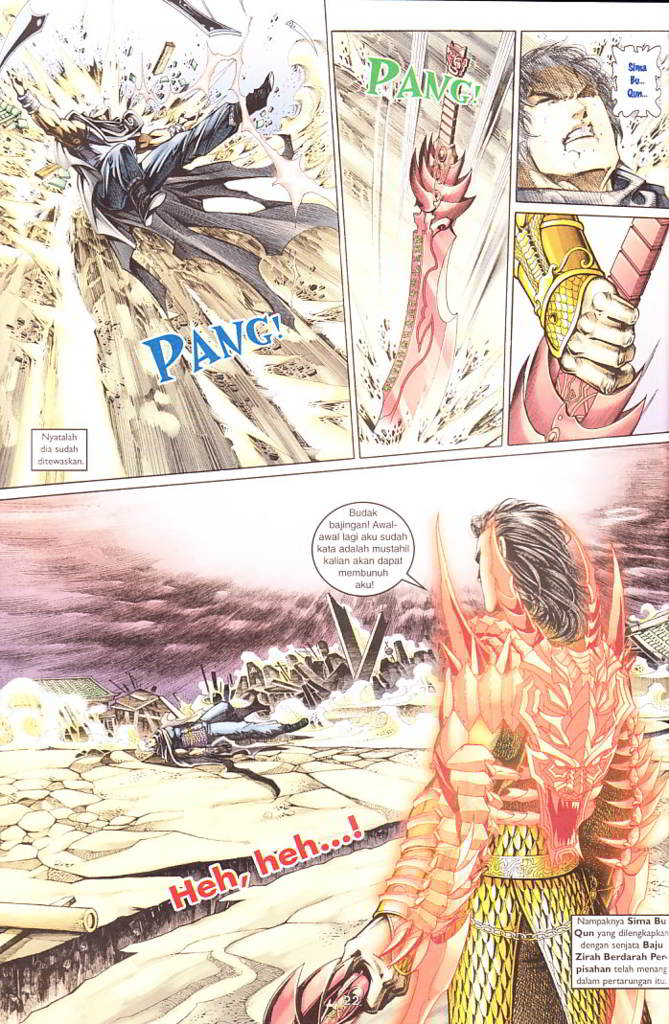 PANG!
Nyatalah
dia sudah
ditewaskan.
PANG!
Sima
Bu..
Qun...
Budak
bajingan! Awal-
awal lagi aku sudah
kata adalah mustahil
kalian akan dapat
membunuh
aku!
Heh, heh...!
Nampaknya Sima Bu
Qun yang dilengkapkan
dengan senjata Baju
Zirah Berdarah Per-
pisahan telah menang
dalam pertarungan itu.
22